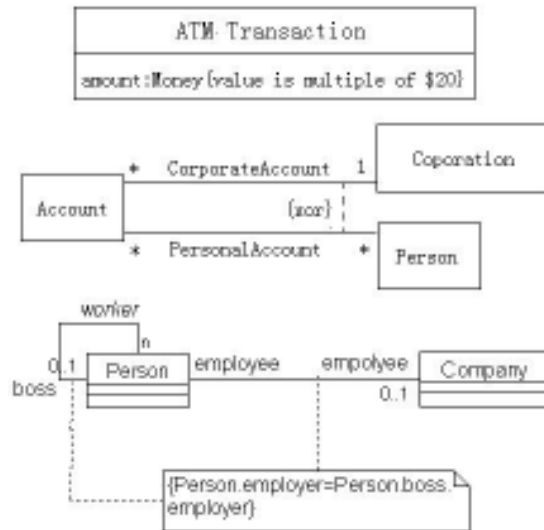 ATM Transaction
amount:Money{value is multiple of $20}
* CorporateAccount 1
Coporation
Account
{xor}
* PersonalAccount *
Person
worker
n
0..1
boss
Person
employee
empolyee
0..1
Company
{Person.employer=Person.boss.
employer}